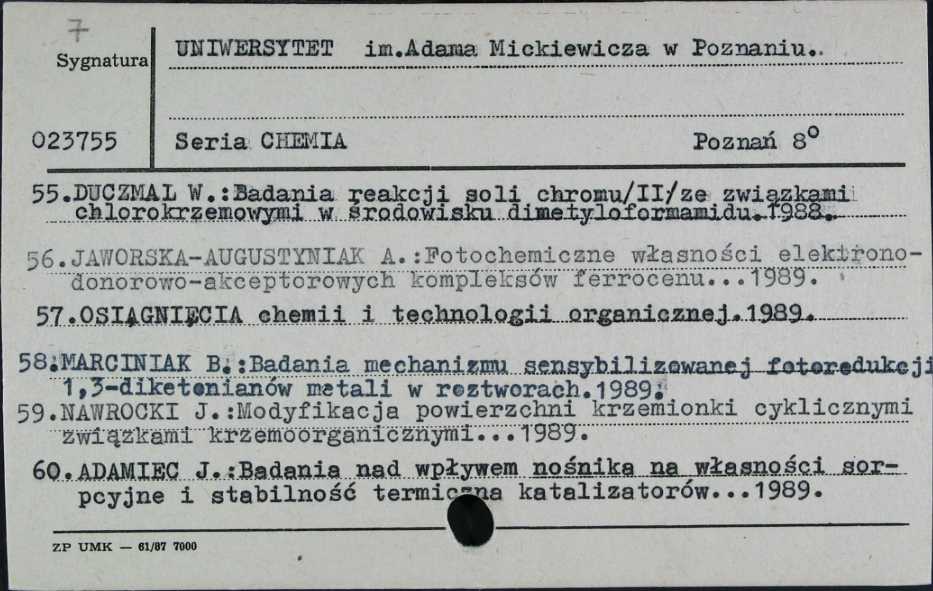 7
Sygnatura
UNIWERSYTET im.Adama Mickiewicza w Poznaniu.
023755
Seria CHEMIA Poznań 8º
55.DUCZMAL W.:Badania reakcji soli chromu/II/ze związkami
chlorokrzemowymi w środowisku dimetyloformamidu.1988.
56.JAWORSKA-AUGUSTYNIAK A.:Fotochemiczne własności elektrono-
donorowo-akceptorowych kompleksów ferrocenu...1989.
57.OSIĄGNIĘCIA chemii i technologii organicznej.1989.
58.MARCINIAK B.:Badania mechanizmu sensybilizowanej fotoredukcji
1,3-diketonianów metali w roztworach.1989.
59.NAWROCKI J.:Modyfikacja powierzchni krzemionki cyklicznymi
związkami krzemoorganicznymi...1989.
60.ADAMIEC J.:Badania nad wpływem nośnika na własności sor-
pcyjne i stabilność termiczna katalizatorów...1989.
ZP UMK — 61/87 7000